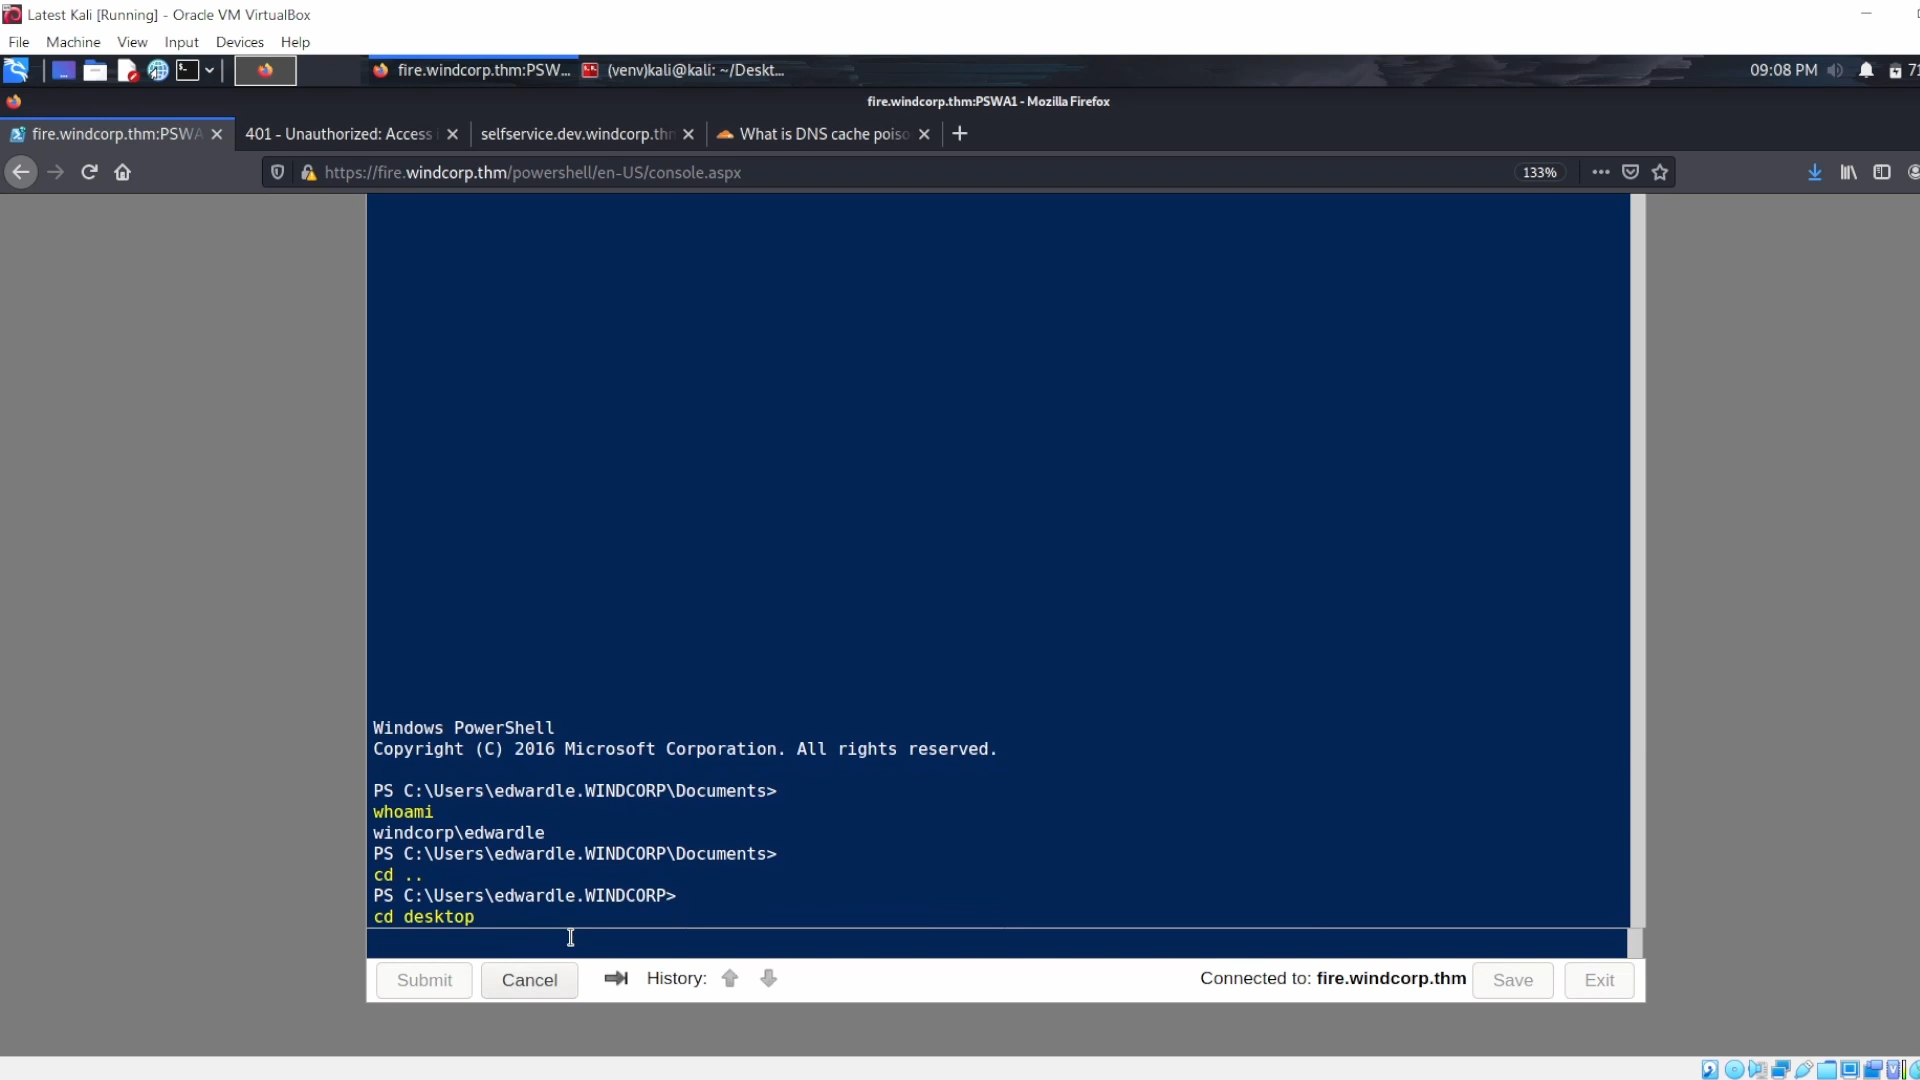 Latest Kali [Running] - Oracle VM VirtualBox
File Machine View Input Devices Help
fire.windcorp.thm:PSW... (venv)kali@kali: ~/Deskt... 09:08 PM 71
fire.windcorp.thm:PSWA1 - Mozilla Firefox
fire.windcorp.thm:PSWA 401 - Unauthorized: Access selfservice.dev.windcorp.thm What is DNS cache poiso
https://fire.windcorp.thm/powershell/en-US/console.aspx 133%
Windows PowerShell
Copyright (C) 2016 Microsoft Corporation. All rights reserved.
PS C:\Users\edwardle.WINDCORP\Documents>
whoami
windcorp\edwardle
PS C:\Users\edwardle.WINDCORP\Documents>
cd ..
PS C:\Users\edwardle.WINDCORP>
cd desktop
Submit Cancel History: Connected to: fire.windcorp.thm Save Exit